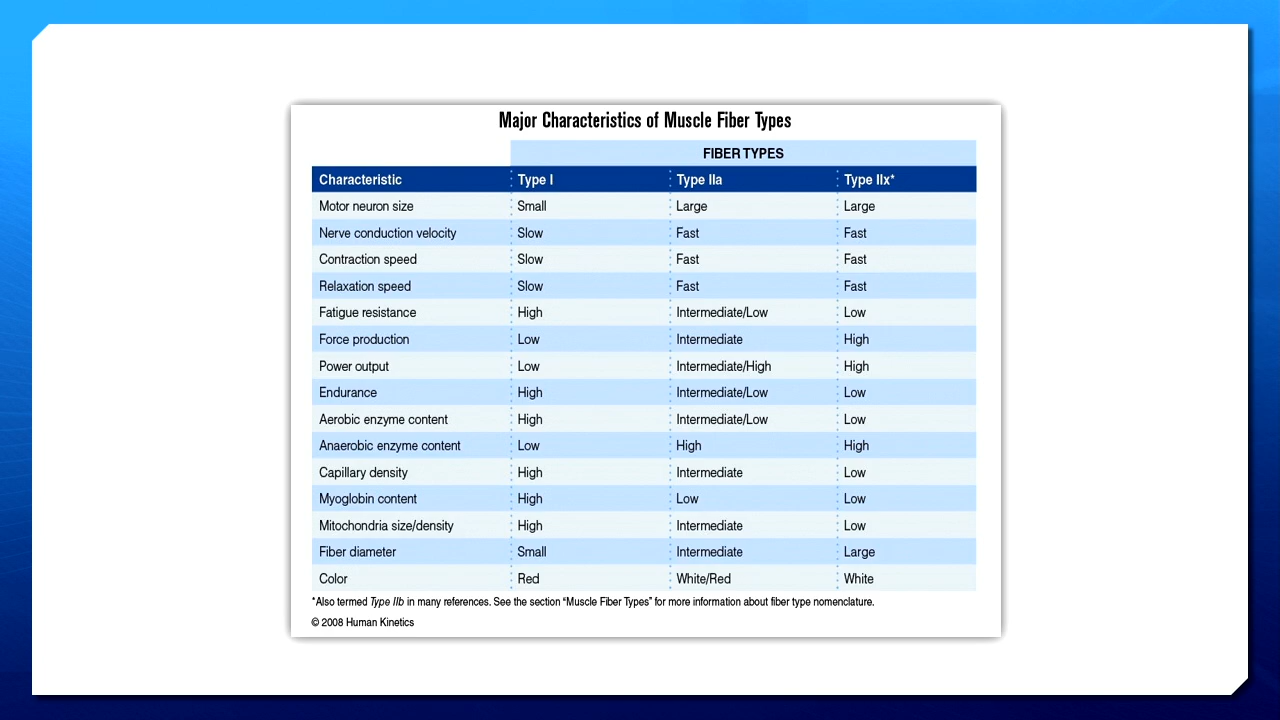 Major Characteristics of Muscle Fiber Types
FIBER TYPES
Characteristic Type I Type IIa Type IIx*
Motor neuron size Small Large Large
Nerve conduction velocity Slow Fast Fast
Contraction speed Slow Fast Fast
Relaxation speed Slow Fast Fast
Fatigue resistance High Intermediate/Low Low
Force production Low Intermediate High
Power output Low Intermediate/High High
Endurance High Intermediate/Low Low
Aerobic enzyme content High Intermediate/Low Low
Anaerobic enzyme content Low High High
Capillary density High Intermediate Low
Myoglobin content High Low Low
Mitochondria size/density High Intermediate Low
Fiber diameter Small Intermediate Large
Color Red White/Red White
*Also termed Type IIb in many references. See the section “Muscle Fiber Types” for more information about fiber type nomenclature.
© 2008 Human Kinetics